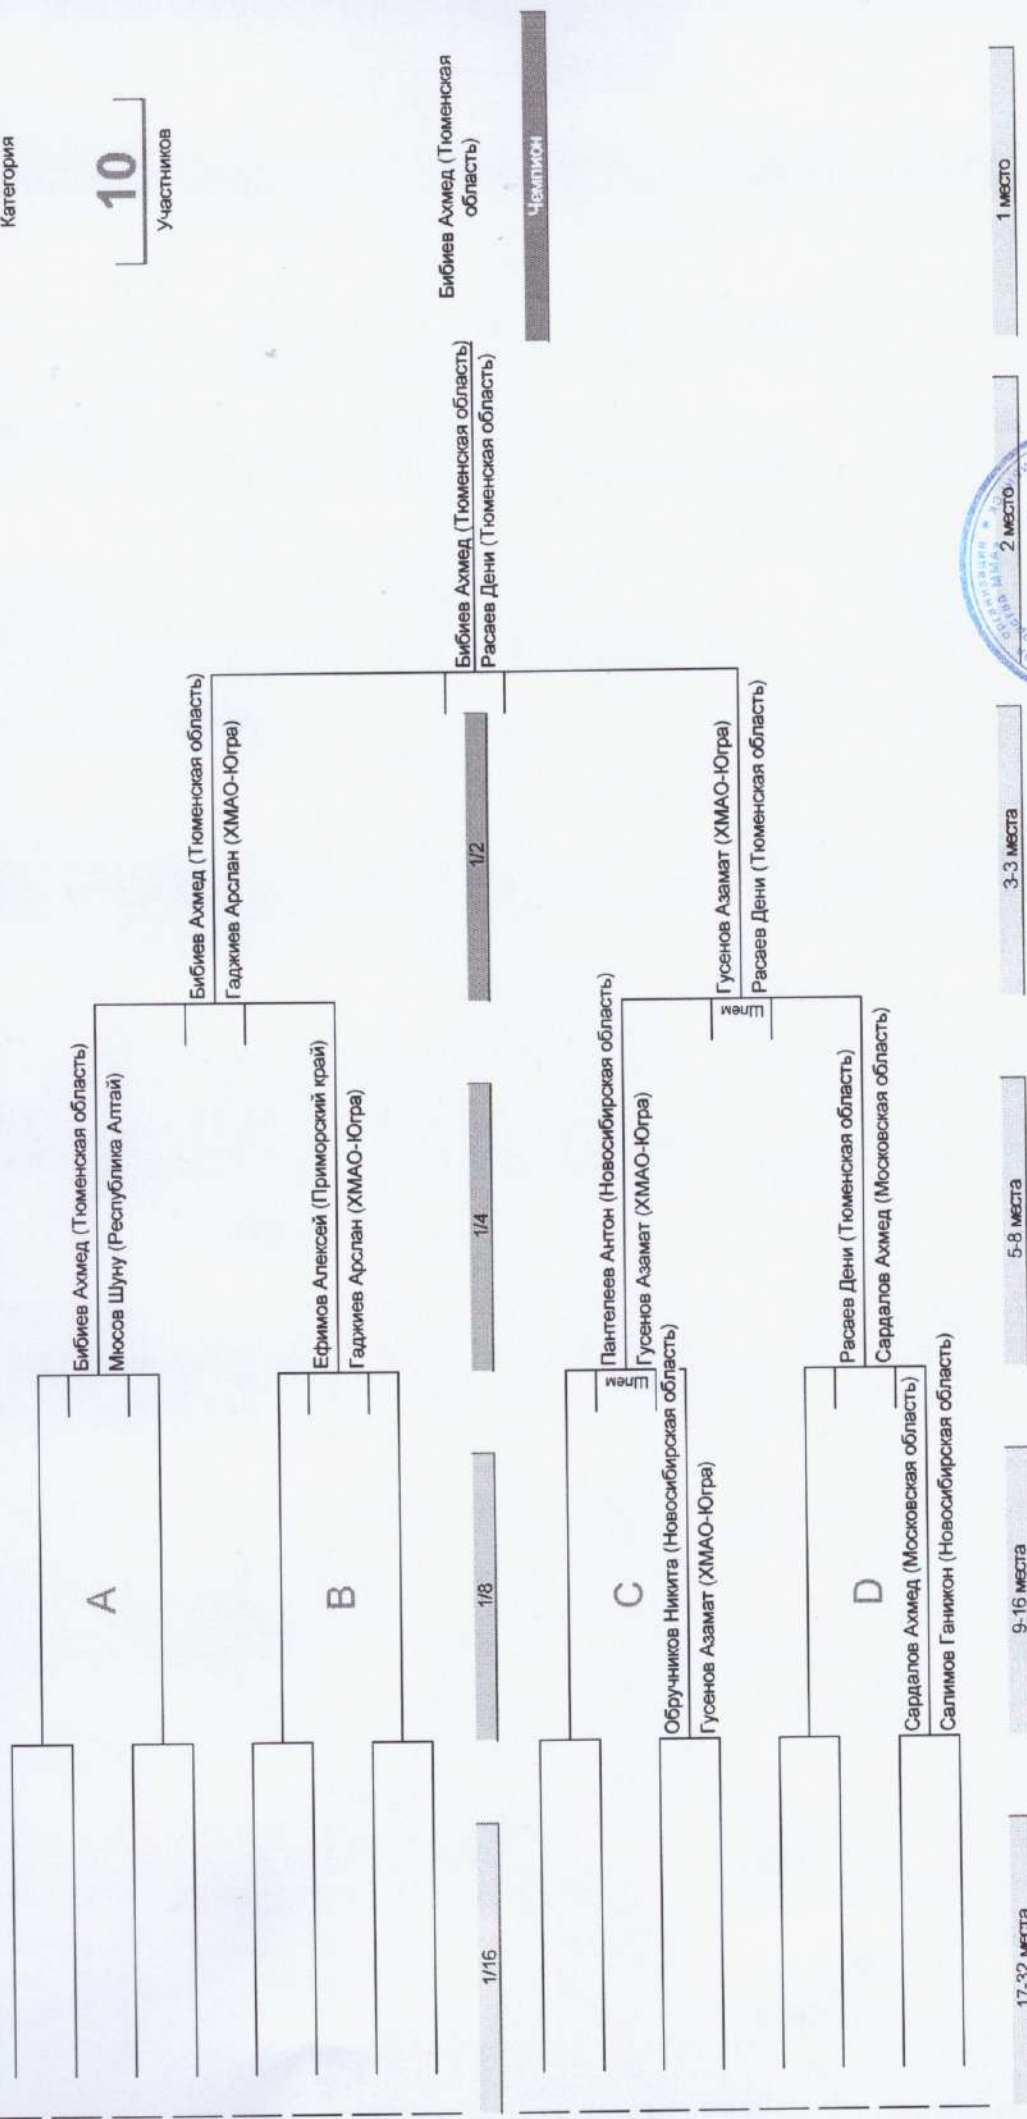 Категория
10
Участников
A
Бибиев Ахмед (Тюменская область)
Мюсов Шуну (Республика Алтай)
Бибиев Ахмед (Тюменская область)
Гаджиев Арслан (ХМАО-Югра)
B
Ефимов Алексей (Приморский край)
Гаджиев Арслан (ХМАО-Югра)
Бибиев Ахмед (Тюменская
область)
Бибиев Ахмед (Тюменская область)
Расаев Дени (Тюменская область)
1/16
1/8
1/4
1/2
Чемпион
C
Пантелеев Антон (Новосибирская область)
Шлем
Гусенов Азамат (ХМАО-Югра)
Обручников Никита (Новосибирская область)
Гусенов Азамат (ХМАО-Югра)
Гусенов Азамат (ХМАО-Югра)
Шлем
Расаев Дени (Тюменская область)
D
Расаев Дени (Тюменская область)
Сардалов Ахмед (Московская область)
Сардалов Ахмед (Московская область)
Салимов Ганижон (Новосибирская область)
организация
ММА
17-32 места
9-16 места
5-8 места
3-3 места
2 место
1 место